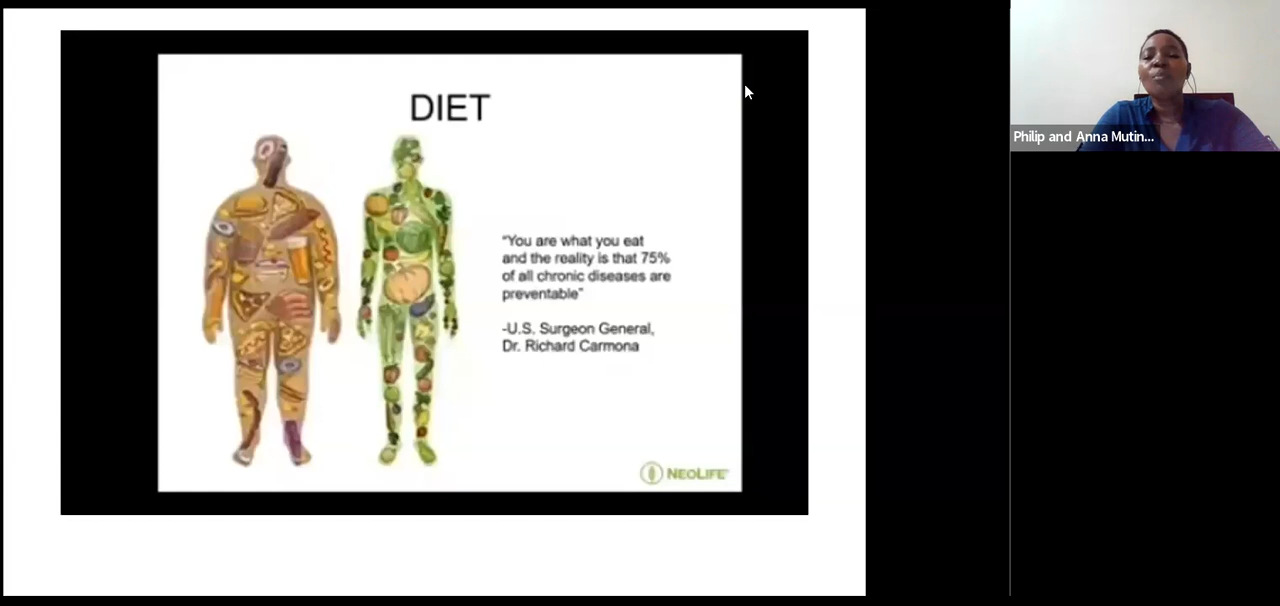 DIET
"You are what you eat
and the reality is that 75%
of all chronic diseases are
preventable"
-U.S. Surgeon General,
Dr. Richard Carmona
NEOLIFE
Philip and Anna Mutin...